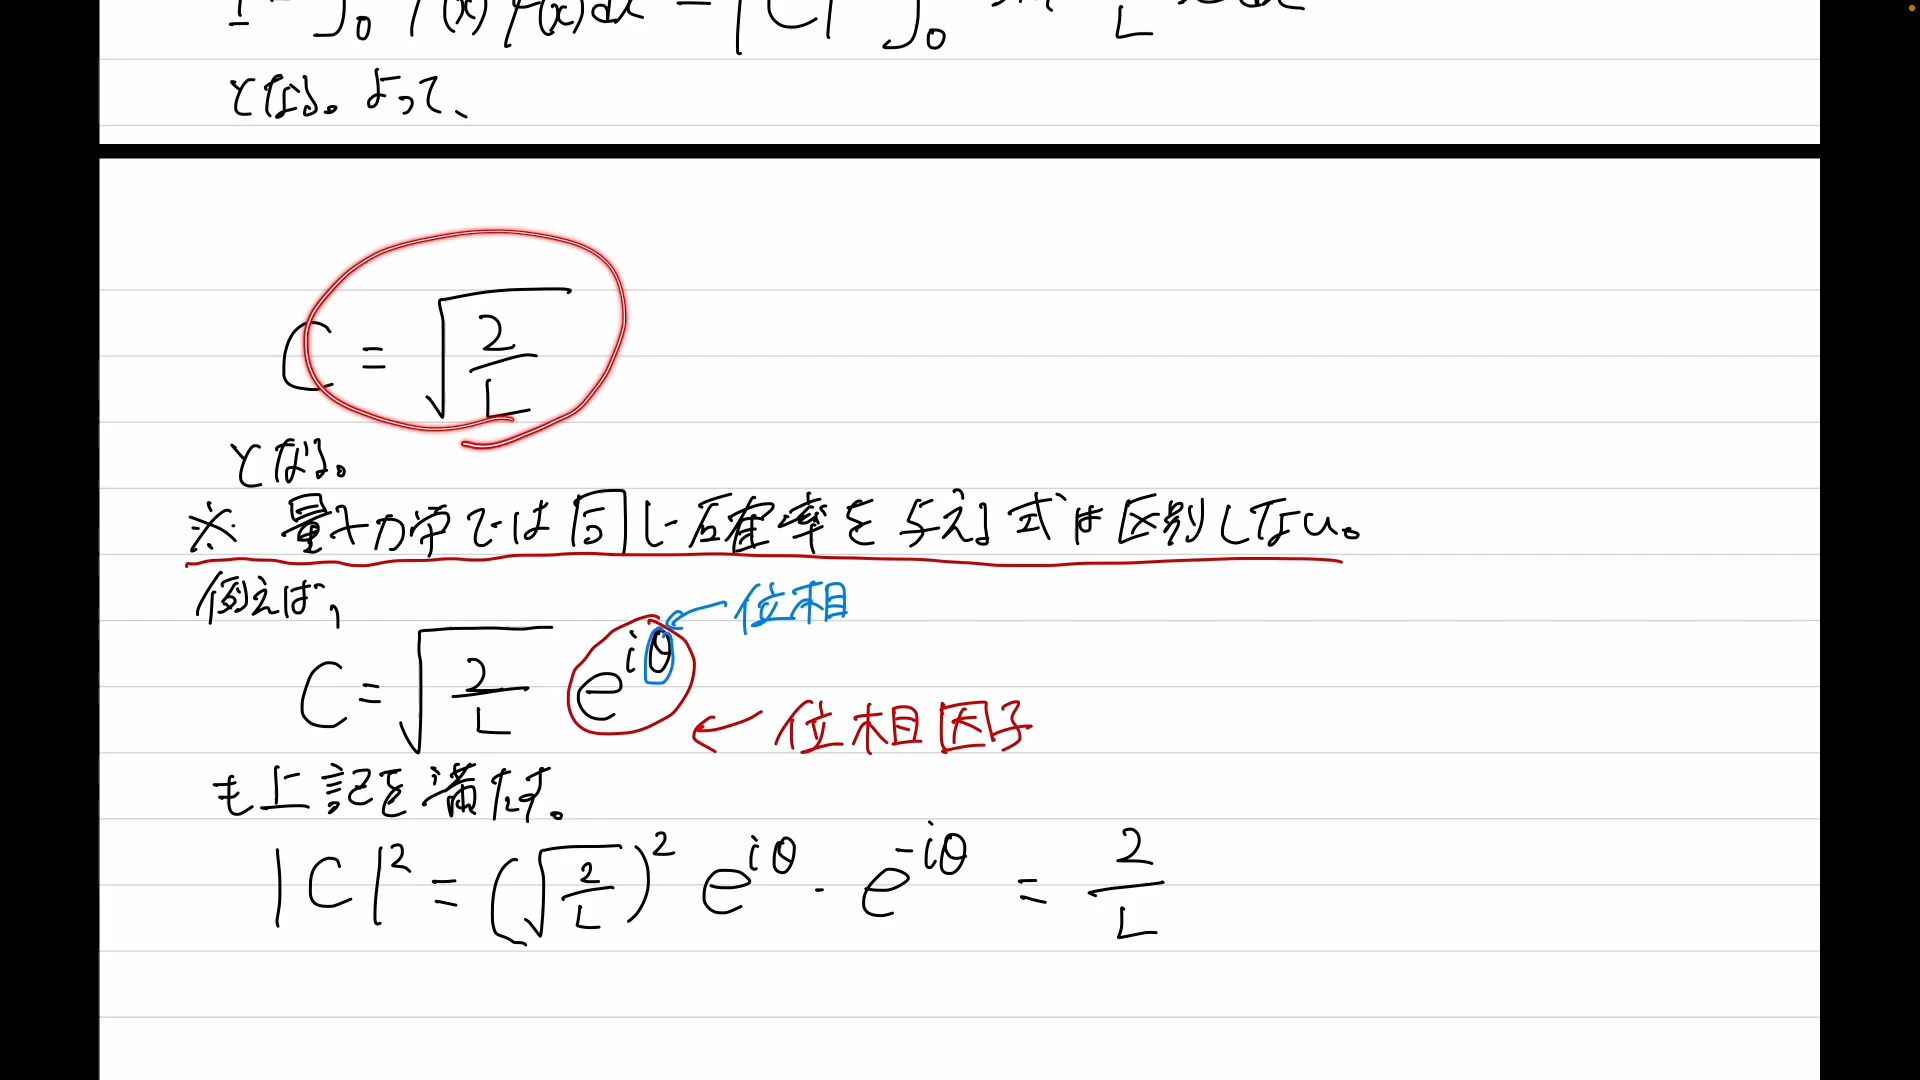 となる。よって、
C = √(2/L)
となる。
※ 量子力学では同じ確率を与える式は区別しない。
例えば、
C = √(2/L) e^{iθ} ← 位相
← 位相因子
も上記を満たす。
|C|² = (√(2/L))² e^{iθ} · e^{-iθ} = 2/L